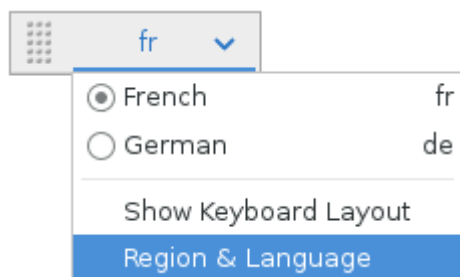 fr
French fr
German de
Show Keyboard Layout
Region & Language